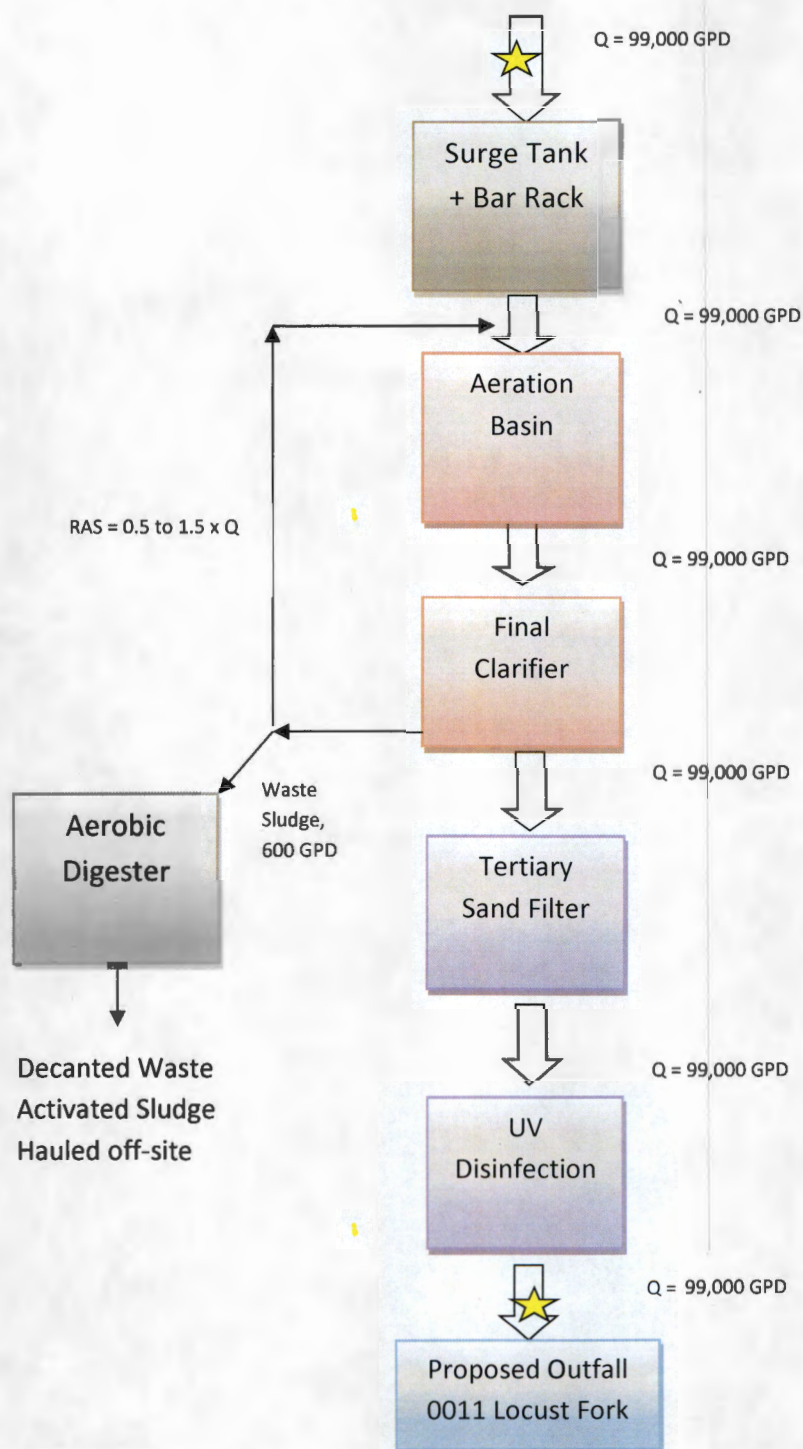 Q = 99,000 GPD
Surge Tank
+ Bar Rack
Q = 99,000 GPD
Aeration
Basin
RAS = 0.5 to 1.5 x Q
Q = 99,000 GPD
Final
Clarifier
Q = 99,000 GPD
Waste
Sludge,
600 GPD
Aerobic
Digester
Tertiary
Sand Filter
Decanted Waste
Activated Sludge
Hauled off-site
Q = 99,000 GPD
UV
Disinfection
Q = 99,000 GPD
Proposed Outfall
0011 Locust Fork